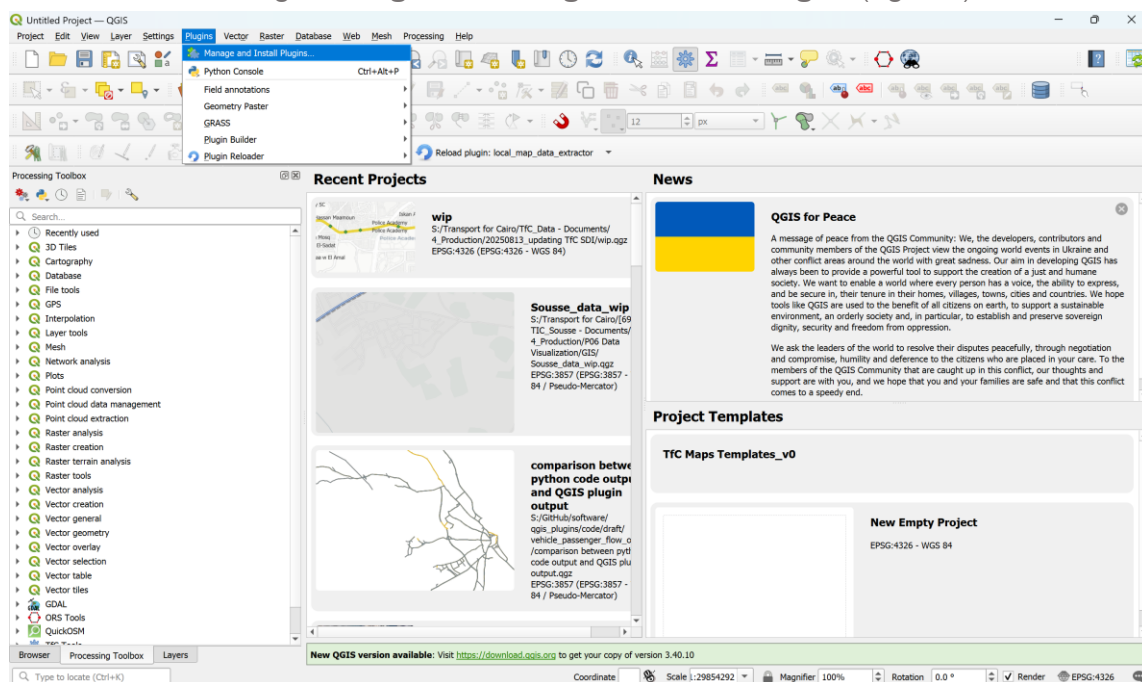 Untitled Project — QGIS
Project Edit View Layer Settings Plugins Vector Raster Database Web Mesh Processing Help
Manage and Install Plugins...
Python Console Ctrl+Alt+P
Field annotations
Geometry Paster
GRASS
Plugin Builder
Plugin Reloader
12 px
Reload plugin: local_map_data_extractor
Processing Toolbox
Search...
Recently used
3D Tiles
Cartography
Database
File tools
GPS
Interpolation
Layer tools
Mesh
Network analysis
Plots
Point cloud conversion
Point cloud data management
Point cloud extraction
Raster analysis
Raster creation
Raster terrain analysis
Raster tools
Vector analysis
Vector creation
Vector general
Vector geometry
Vector overlay
Vector selection
Vector table
Vector tiles
GDAL
ORS Tools
QuickOSM
TfC Tools
Browser Processing Toolbox Layers
Type to locate (Ctrl+K)
Recent Projects
wip
S:/Transport for Cairo/TfC_Data - Documents/
4_Production/20250813_updating TfC SDI/wip.qgz
EPSG:4326 (EPSG:4326 - WGS 84)
Sousse_data_wip
S:/Transport for Cairo/[69
TIC_Sousse - Documents/
4_Production/P06 Data
Visualization/GIS/
Sousse_data_wip.qgz
EPSG:3857 (EPSG:3857 -
84 / Pseudo-Mercator)
comparison betwe
python code outpu
and QGIS plugin
output
S:/GitHub/software/
qgis_plugins/code/draft/
vehicle_passenger_flow_o
/comparison between pyth
code output and QGIS plu
output.qgz
EPSG:3857 (EPSG:3857 -
84 / Pseudo-Mercator)
News
QGIS for Peace
A message of peace from the QGIS Community: We, the developers, contributors and
community members of the QGIS Project view the ongoing world events in Ukraine and
other conflict areas around the world with great sadness. Our aim in developing QGIS has
always been to provide a powerful tool to support the creation of a just and humane
society. We want to enable a world where every person has a voice, the ability to express,
and be secure in, their tenure in their homes, villages, towns, cities and countries. We hope
tools like QGIS are used to the benefit of all citizens on earth, to support a sustainable
environment, an orderly society and, in particular, to establish and preserve sovereign
dignity, security and freedom from oppression.
We ask the leaders of the world to resolve their disputes peacefully, through negotiation
and compromise, humility and deference to the citizens who are placed in your care. To the
members of the QGIS Community that are caught up in this conflict, our thoughts and
support are with you, and we hope that you and your families are safe and that this conflict
comes to a speedy end.
Project Templates
TfC Maps Templates_v0
New Empty Project
EPSG:4326 - WGS 84
New QGIS version available: Visit https://download.qgis.org to get your copy of version 3.40.10
Coordinate Scale 1:29854292 Magnifier 100% Rotation 0.0 ° Render EPSG:4326